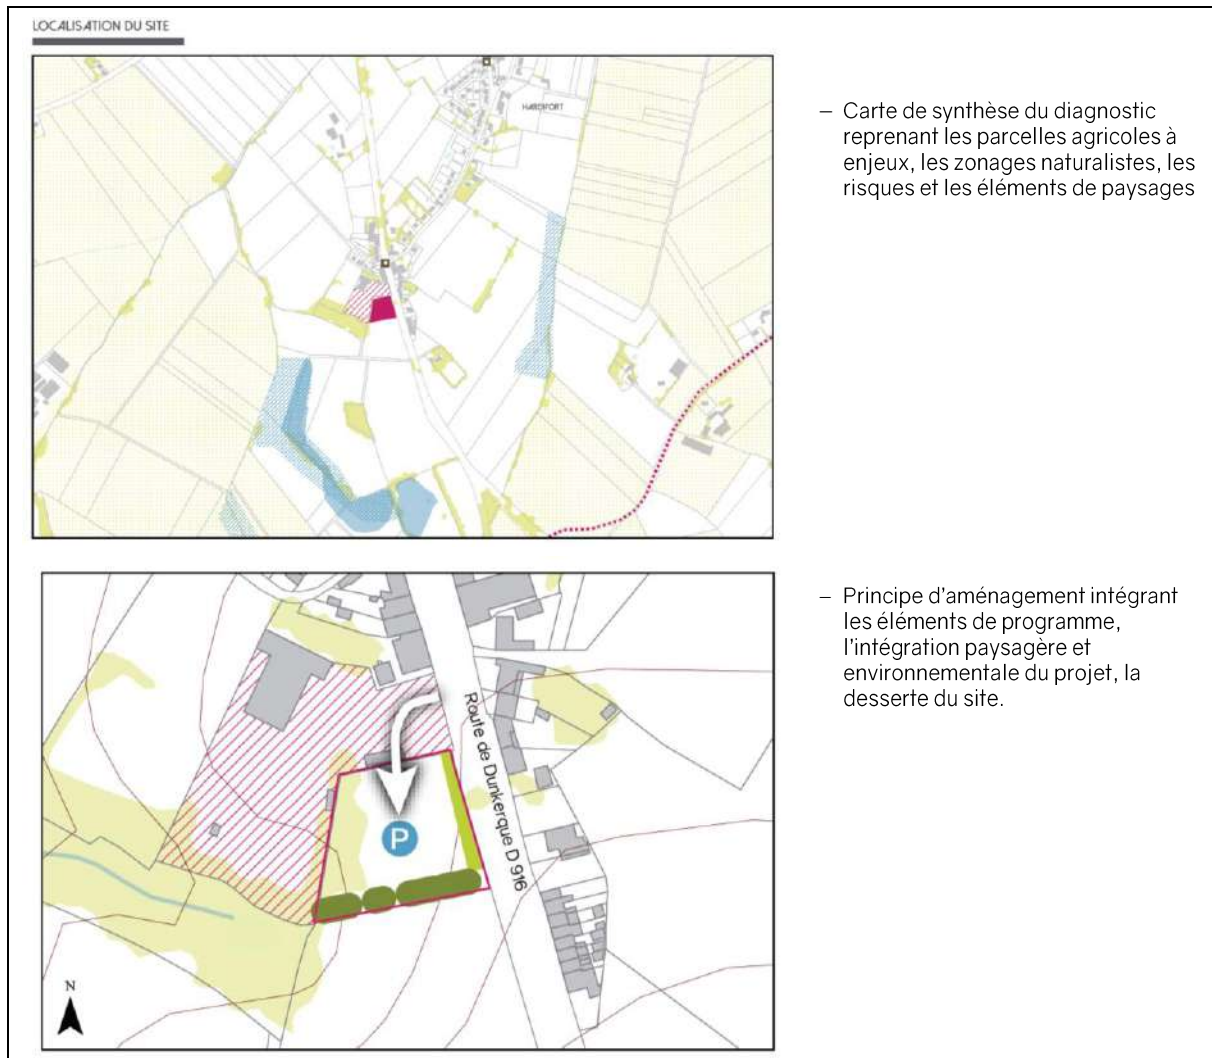 LOCALISATION DU SITE
HARDIFORT
– Carte de synthèse du diagnostic
reprenant les parcelles agricoles à
enjeux, les zonages naturalistes, les
risques et les éléments de paysages
– Principe d’aménagement intégrant
les éléments de programme,
l’intégration paysagère et
environnementale du projet, la
desserte du site.
Route de Dunkerque D 916
P
N